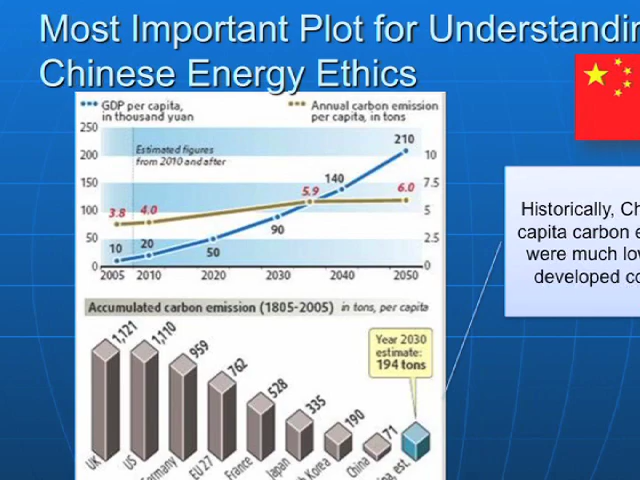 Most Important Plot for Understandin
Chinese Energy Ethics
GDP per capita,
in thousand yuan
Annual carbon emission
per capita, in tons
250
200
150
100
50
0
Estimated figures
from 2010 and after
10
7.5
5
2.5
0
3.8
4.0
5.9
6.0
10
20
50
90
140
210
2005
2010
2020
2030
2040
2050
Accumulated carbon emission (1805-2005) in tons, per capita
1,121
1,110
959
762
528
335
190
71
Year 2030
estimate:
194 tons
UK
US
Germany
EU 27
France
Japan
Korea
China
est.
Historically, Ch
capita carbon e
were much lo
developed co